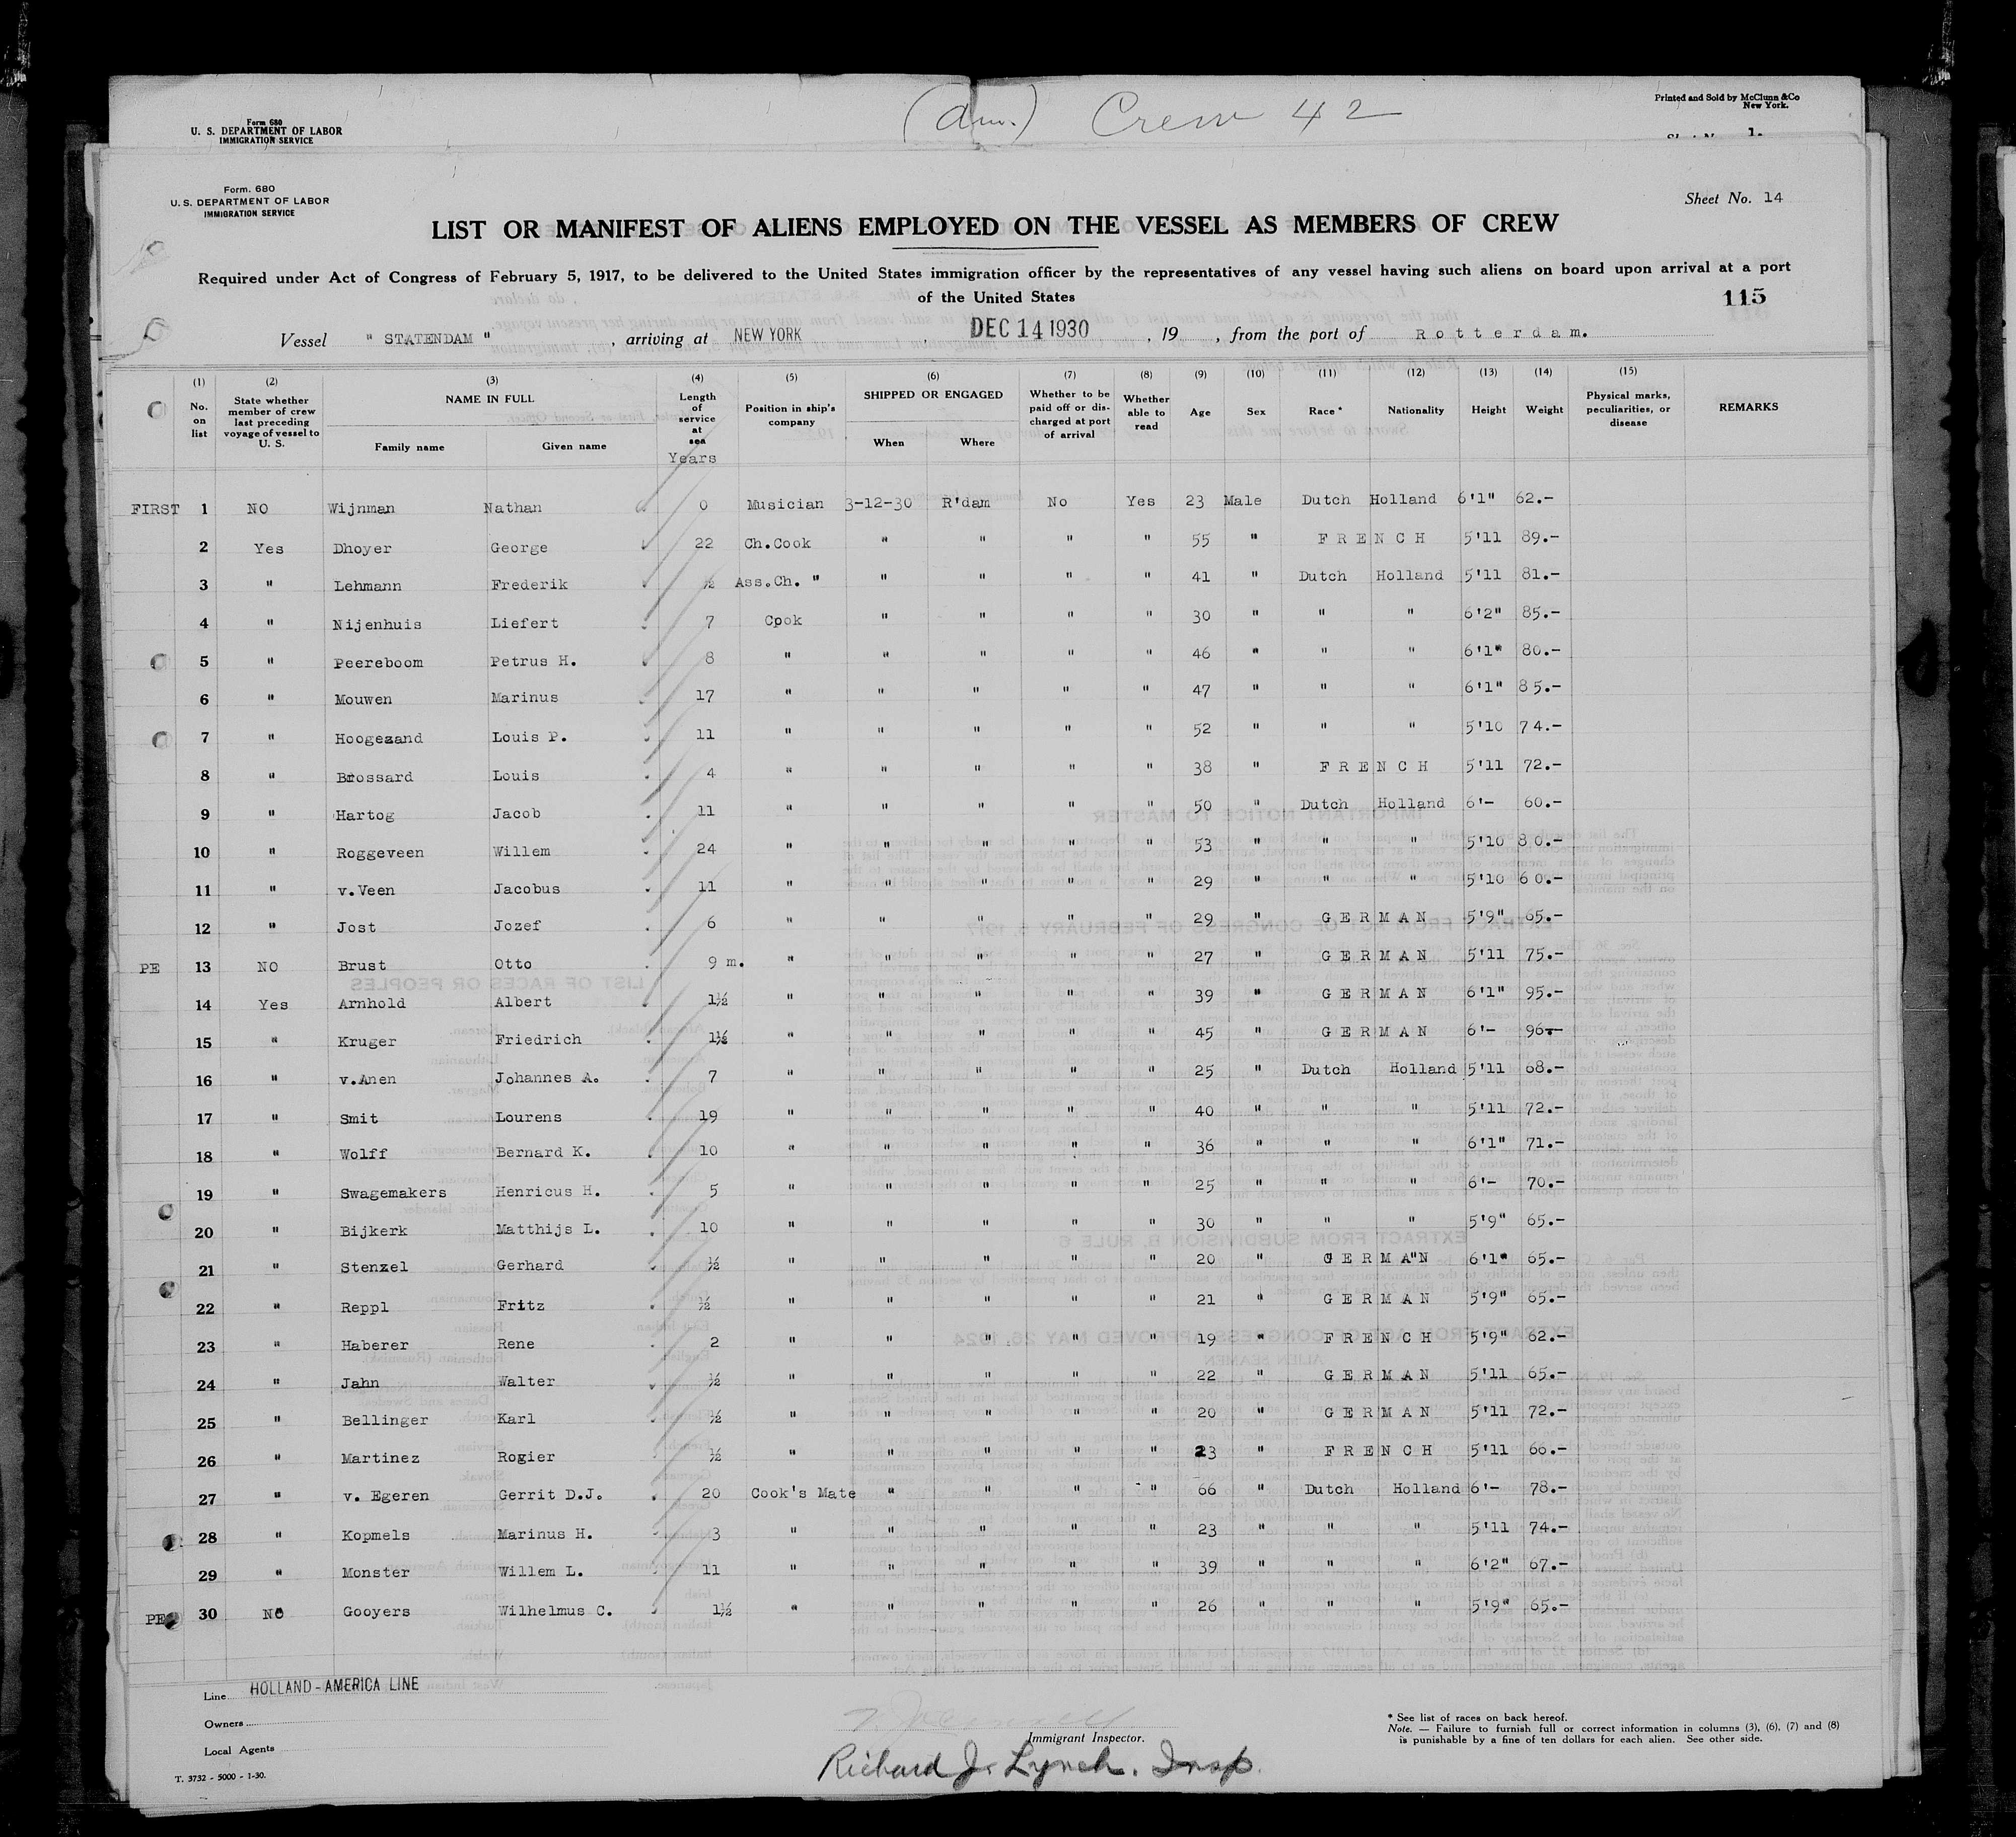 (Am.) Crew 42
Printed and Sold by McClunn &Co
New York.
Form 680
U. S. DEPARTMENT OF LABOR
IMMIGRATION SERVICE
1.
Form. 680
U. S. DEPARTMENT OF LABOR
IMMIGRATION SERVICE
Sheet No. 14
LIST OR MANIFEST OF ALIENS EMPLOYED ON THE VESSEL AS MEMBERS OF CREW
Required under Act of Congress of February 5, 1917, to be delivered to the United States immigration officer by the representatives of any vessel having such aliens on board upon arrival at a port
of the United States
115
Vessel " STATENDAM " , arriving at NEW YORK , DEC 14 1930 , 19 , from the port of Rotterdam.
(1) No. on list (2) State whether member of crew last preceding voyage of vessel to U. S. (3) NAME IN FULL Family name Given name (4) Length of service at sea Years (5) Position in ship's company (6) SHIPPED OR ENGAGED When Where (7) Whether to be paid off or discharged at port of arrival (8) Whether able to read (9) Age (10) Sex (11) Race * (12) Nationality (13) Height (14) Weight (15) Physical marks, peculiarities, or disease REMARKS
FIRST 1 NO Wijnman Nathan 0 Musician 3-12-30 R'dam No Yes 23 Male Dutch Holland 6'1" 62.-
2 Yes Dhoyer George 22 Ch.Cook " " " " 55 " FRENCH 5'11 89.-
3 " Lehmann Frederik ½ Ass.Ch. " " " " " 41 " Dutch Holland 5'11 81.-
4 " Nijenhuis Liefert 7 Cook " " " " 30 " " " 6'2" 85.-
5 " Peereboom Petrus H. 8 " " " " " 46 " " " 6'1" 80.-
6 " Mouwen Marinus 17 " " " " " 47 " " " 6'1" 85.-
7 " Hoogezand Louis P. 11 " " " " " 52 " " " 5'10 74.-
8 " Brossard Louis 4 " " " " " 38 " FRENCH 5'11 72.-
9 " Hartog Jacob 11 " " " " " 50 " Dutch Holland 6'- 60.-
10 " Roggeveen Willem 24 " " " " " 53 " " " 5'10 80.-
11 " v.Veen Jacobus 11 " " " " " 29 " " " 5'10 60.-
12 " Jost Jozef 6 " " " " " 29 " GERMAN 5'9" 65.-
PE 13 NO Brust Otto 9 m. " " " " " 27 " GERMAN 5'11 75.-
14 Yes Arnhold Albert 1½ " " " " " 39 " GERMAN 6'1" 95.-
15 " Kruger Friedrich 1½ " " " " " 45 " GERMAN 6'- 96.-
16 " v.Anen Johannes A. 7 " " " " " 25 " Dutch Holland 5'11 68.-
17 " Smit Lourens 19 " " " " " 40 " " " 5'11 72.-
18 " Wolff Bernard K. 10 " " " " " 36 " " " 6'1" 71.-
19 " Swagemakers Henricus H. 5 " " " " " 25 " " " 6'- 70.-
20 " Bijkerk Matthijs L. 10 " " " " " 30 " " " 5'9" 65.-
21 " Stenzel Gerhard ½ " " " " " 20 " GERMAN 6'1" 65.-
22 " Reppl Fritz ½ " " " " " 21 " GERMAN 5'9" 65.-
23 " Haberer Rene 2 " " " " " 19 " FRENCH 5'9" 62.-
24 " Jahn Walter ½ " " " " " 22 " GERMAN 5'11 65.-
25 " Bellinger Karl ½ " " " " " 20 " GERMAN 5'11 72.-
26 " Martinez Rogier ½ " " " " " 23 " FRENCH 5'11 66.-
27 " v. Egeren Gerrit D.J. 20 Cook's Mate " " " " 66 " Dutch Holland 6'- 78.-
28 " Kopmels Marinus H. 3 " " " " " 23 " " " 5'11 74.-
29 " Monster Willem L. 11 " " " " " 39 " " " 6'2" 67.-
PE 30 NO Gooyers Wilhelmus C. 1½ " " " " " 26 " " " 5'9" 65.-
Line HOLLAND-AMERICA LINE
Owners
Local Agents
T. 3732 - 5000 - 1-30.
Immigrant Inspector.
Richard J. Lynch. Insp.
* See list of races on back hereof.
Note. — Failure to furnish full or correct information in columns (3), (6), (7) and (8)
is punishable by a fine of ten dollars for each alien. See other side.